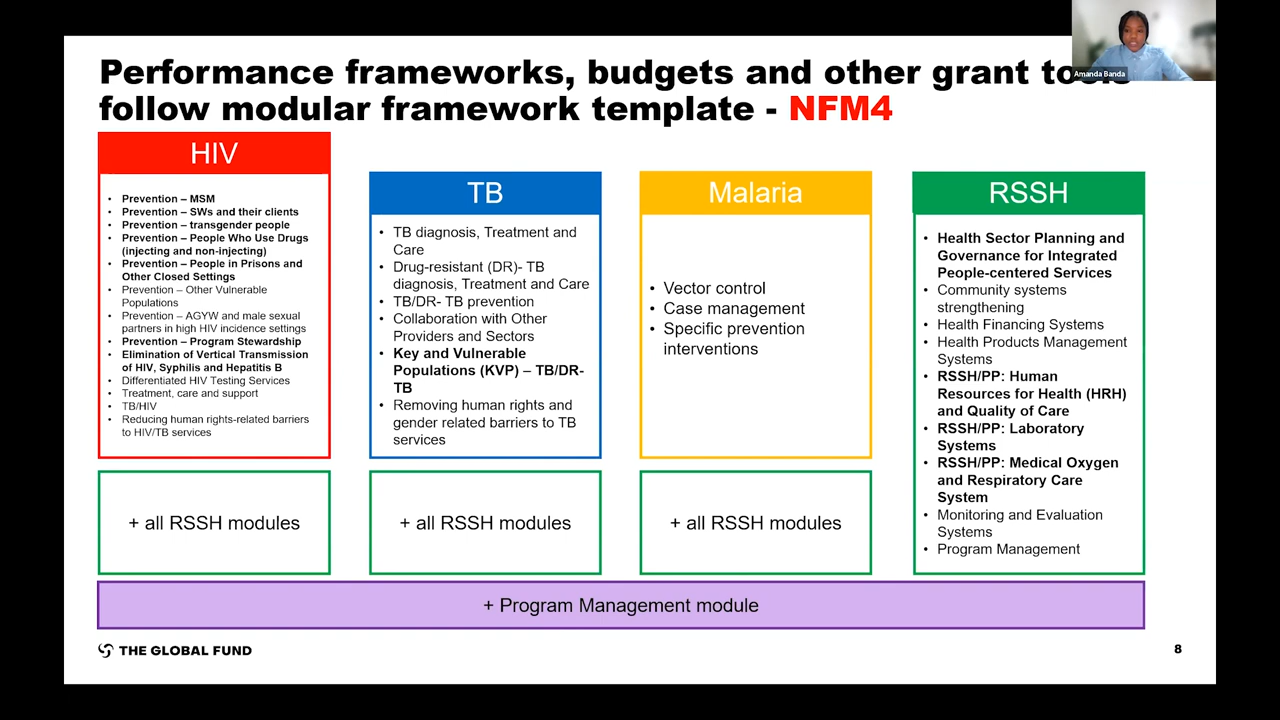 Performance frameworks, budgets and other grant
follow modular framework template - NFM4
Amanda Banda
HIV
• Prevention – MSM
• Prevention – SWs and their clients
• Prevention – transgender people
• Prevention – People Who Use Drugs
(injecting and non-injecting)
• Prevention – People in Prisons and
Other Closed Settings
• Prevention – Other Vulnerable
Populations
• Prevention – AGYW and male sexual
partners in high HIV incidence settings
• Prevention – Program Stewardship
• Elimination of Vertical Transmission
of HIV, Syphilis and Hepatitis B
• Differentiated HIV Testing Services
• Treatment, care and support
• TB/HIV
• Reducing human rights-related barriers
to HIV/TB services
+ all RSSH modules
TB
• TB diagnosis, Treatment and
Care
• Drug-resistant (DR)- TB
diagnosis, Treatment and Care
• TB/DR- TB prevention
• Collaboration with Other
Providers and Sectors
• Key and Vulnerable
Populations (KVP) – TB/DR-
TB
• Removing human rights and
gender related barriers to TB
services
+ all RSSH modules
Malaria
• Vector control
• Case management
• Specific prevention
interventions
+ all RSSH modules
RSSH
• Health Sector Planning and
Governance for Integrated
People-centered Services
• Community systems
strengthening
• Health Financing Systems
• Health Products Management
Systems
• RSSH/PP: Human
Resources for Health (HRH)
and Quality of Care
• RSSH/PP: Laboratory
Systems
• RSSH/PP: Medical Oxygen
and Respiratory Care
System
• Monitoring and Evaluation
Systems
• Program Management
+ Program Management module
THE GLOBAL FUND
8